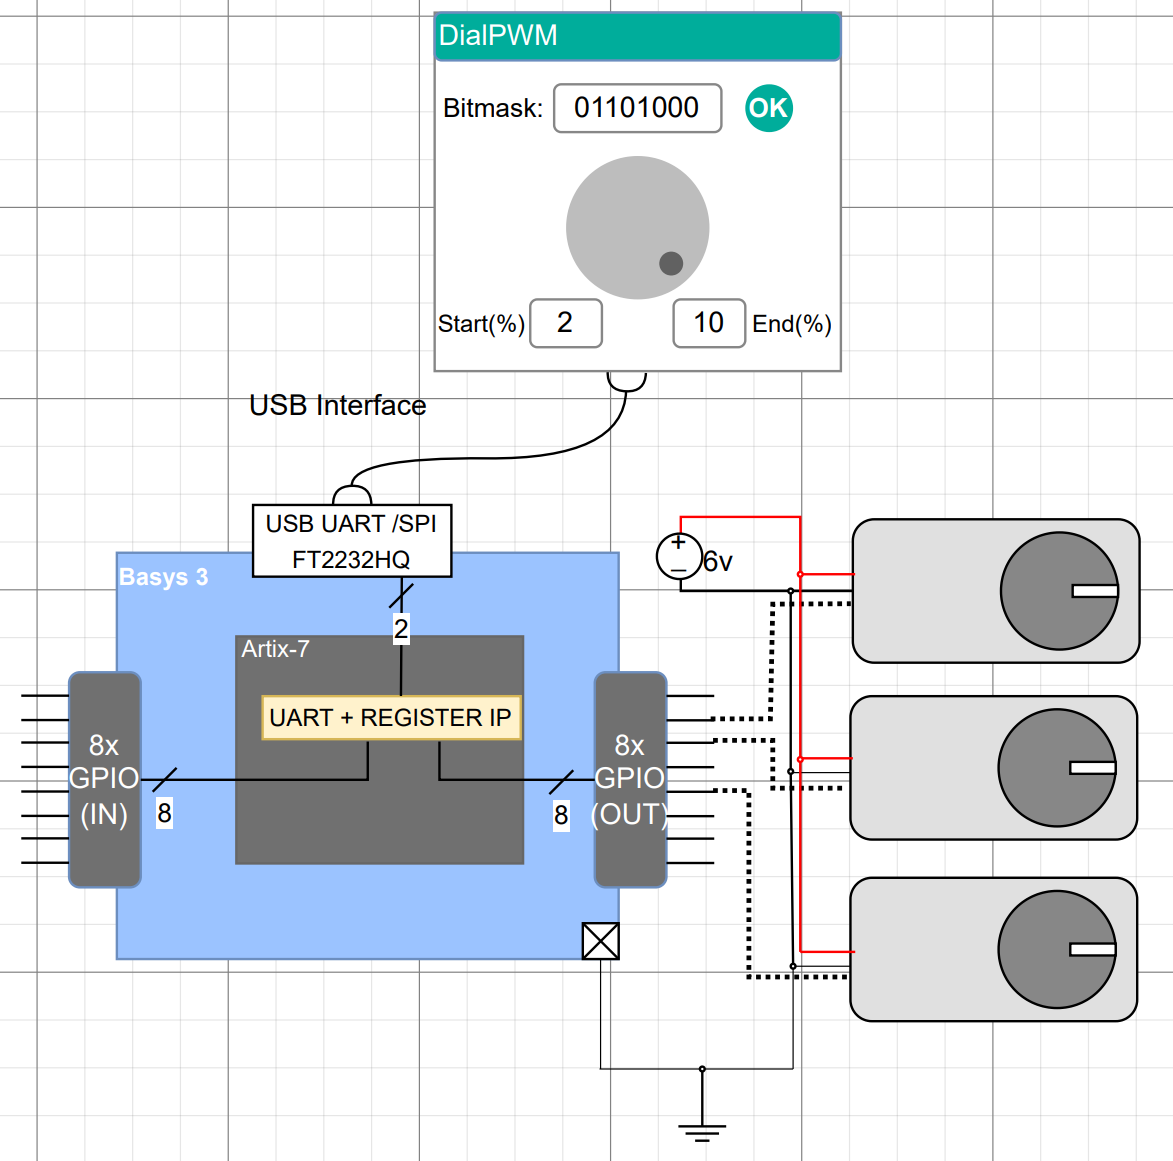 DialPWM
Bitmask: 01101000 OK
Start(%) 2 10 End(%)
USB Interface
USB UART /SPI
FT2232HQ
+
–
6v
Basys 3
2
Artix-7
UART + REGISTER IP
8x
GPIO
(IN)
8
8
8x
GPIO
(OUT)